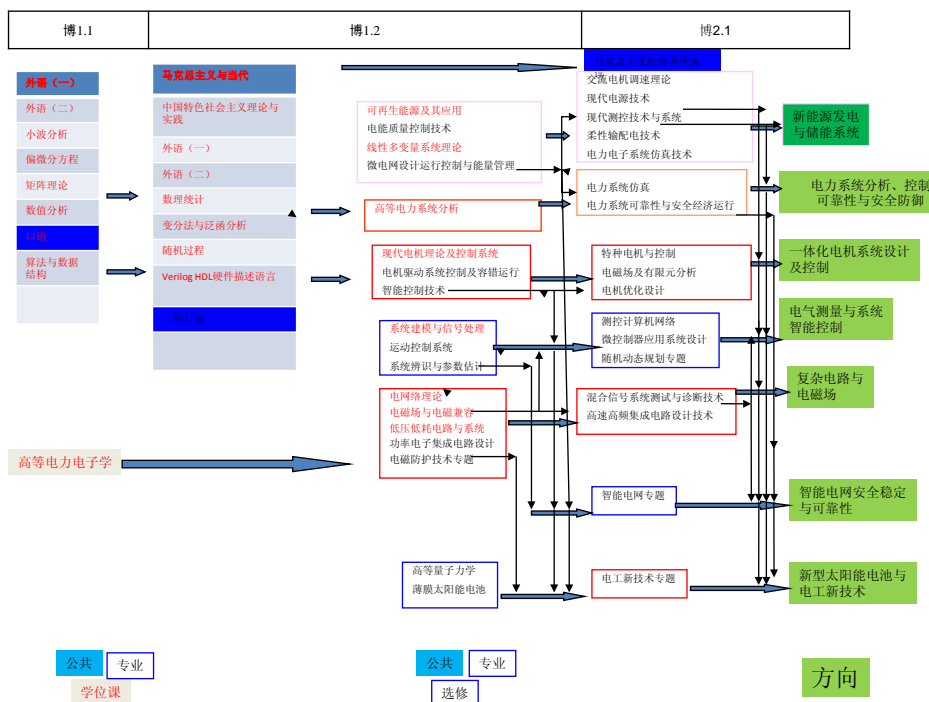 博1.1
博1.2
博2.1
外语（一）
外语（二）
小波分析
偏微分方程
矩阵理论
数值分析
口语
算法与数据
结构
马克思主义与当代
中国特色社会主义理论与
实践
外语（一）
外语（二）
数理统计
变分法与泛函分析
随机过程
Verilog HDL硬件描述语言
可再生能源及其应用
电能质量控制技术
线性多变量系统理论
微电网设计运行控制与能量管理
高等电力系统分析
现代电机理论及控制系统
电机驱动系统控制及容错运行
智能控制技术
系统建模与信号处理
运动控制系统
系统辨识与参数估计
电网络理论
电磁场与电磁兼容
低压低耗电路与系统
功率电子集成电路设计
电磁防护技术专题
高等电力电子学
高等量子力学
薄膜太阳能电池
交流电机调速理论
现代电源技术
现代测控技术与系统
柔性输配电技术
电力电子系统仿真技术
电力系统仿真
电力系统可靠性与安全经济运行
特种电机与控制
电磁场及有限元分析
电机优化设计
测控计算机网络
微控制器应用系统设计
随机动态规划专题
混合信号系统测试与诊断技术
高速高频集成电路设计技术
智能电网专题
电工新技术专题
新能源发电
与储能系统
电力系统分析、控制
可靠性与安全防御
一体化电机系统设计
及控制
电气测量与系统
智能控制
复杂电路与
电磁场
智能电网安全稳定
与可靠性
新型太阳能电池与
电工新技术
公共
专业
学位课
公共
专业
选修
方向